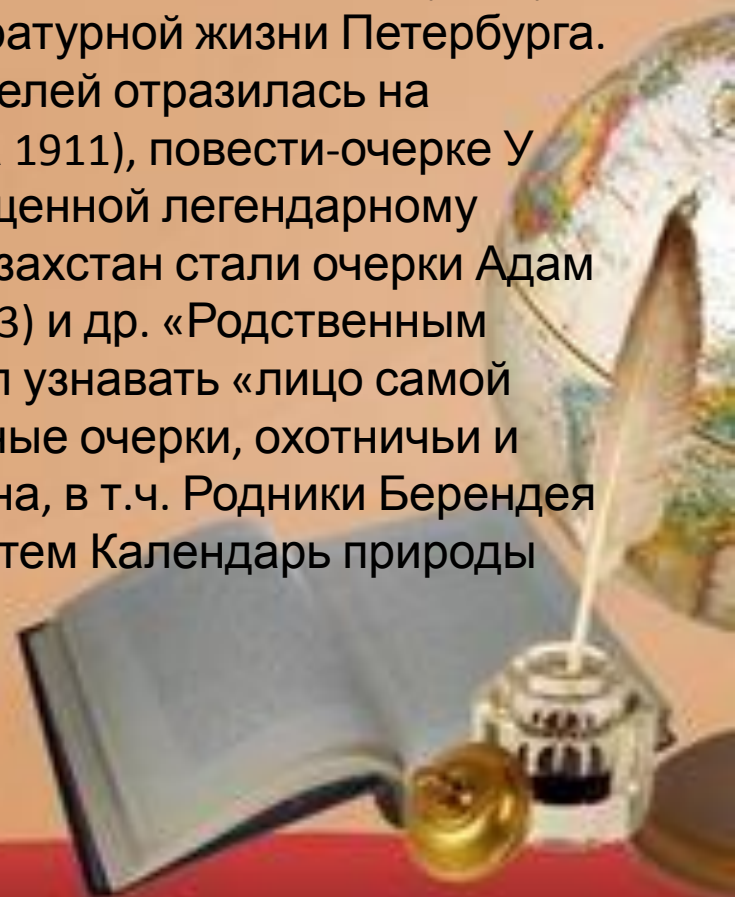 ратурной жизни Петербурга.
елей отразилась на
1911), повести-очерке У
щенной легендарному
захстан стали очерки Адам
3) и др. «Родственным
л узнавать «лицо самой
ные очерки, охотничьи и
на, в т.ч. Родники Берендея
тем Календарь природы